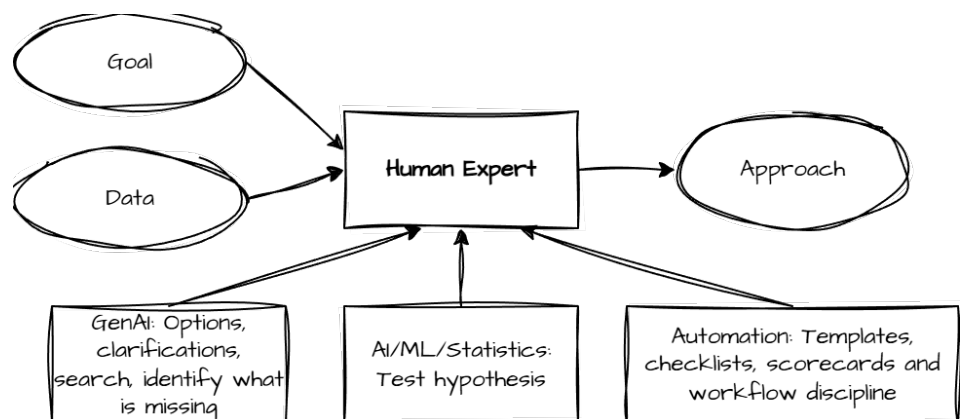 Goal
Data
Human Expert
Approach
GenAI: Options,
clarifications,
search, identify what
is missing
AI/ML/Statistics:
Test hypothesis
Automation: Templates,
checklists, scorecards and
workflow discipline